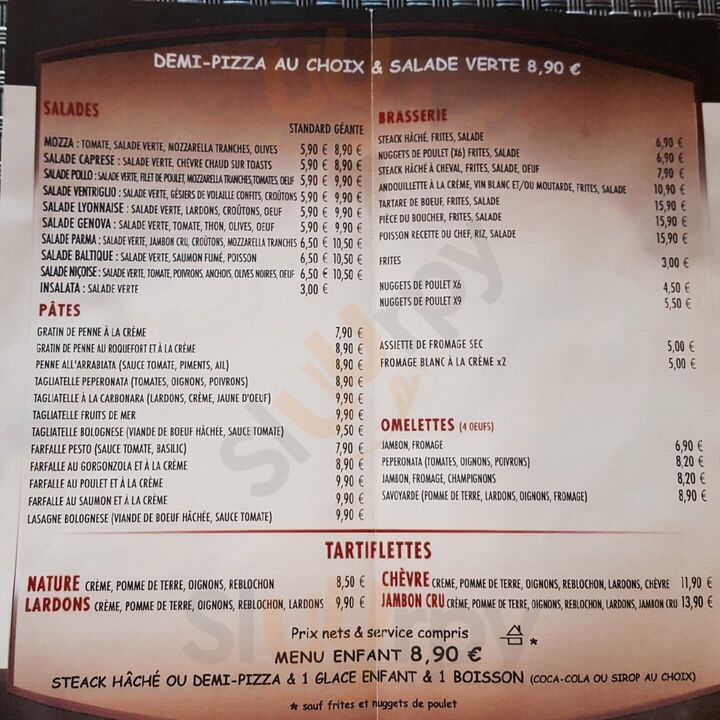 DEMI-PIZZA AU CHOIX & SALADE VERTE 8,90 €
SALADES
STANDARD GÉANTE
MOZZA : TOMATE, SALADE VERTE, MOZZARELLA TRANCHES, OLIVES 5,90 € 8,90 €
SALADE CAPRESE : SALADE VERTE, CHÈVRE CHAUD SUR TOASTS 5,90 € 8,90 €
SALADE POLLO : SALADE VERTE, FILET DE POULET, MOZZARELLA TRANCHES, TOMATES, OEUF 5,90 € 9,90 €
SALADE VENTRIGLIO : SALADE VERTE, GÉSIERS DE VOLAILLE CONFITS, CROÛTONS 5,90 € 9,90 €
SALADE LYONNAISE : SALADE VERTE, LARDONS, CROÛTONS, OEUF 5,90 € 9,90 €
SALADE GENOVA : SALADE VERTE, TOMATE, THON, OLIVES, OEUF 5,90 € 9,90 €
SALADE PARMA : SALADE VERTE, JAMBON CRU, CROÛTONS, MOZZARELLA TRANCHES 6,50 € 10,50 €
SALADE BALTIQUE : SALADE VERTE, SAUMON FUMÉ, POISSON 6,50 € 10,50 €
SALADE NIÇOISE : SALADE VERTE, TOMATE, POIVRONS, ANCHOIS, OLIVES NOIRES, OEUF 6,50 € 10,50 €
INSALATA : SALADE VERTE 3,00 €
PÂTES
GRATIN DE PENNE À LA CRÈME 7,90 €
GRATIN DE PENNE AU ROQUEFORT ET À LA CRÈME 8,90 €
PENNE ALL'ARRABIATA (SAUCE TOMATE, PIMENTS, AIL) 8,90 €
TAGLIATELLE PEPERONATA (TOMATES, OIGNONS, POIVRONS) 8,90 €
TAGLIATELLE À LA CARBONARA (LARDONS, CRÈME, JAUNE D'OEUF) 9,90 €
TAGLIATELLE FRUITS DE MER 9,90 €
TAGLIATELLE BOLOGNESE (VIANDE DE BOEUF HÂCHÉE, SAUCE TOMATE) 9,50 €
FARFALLE PESTO (SAUCE TOMATE, BASILIC) 7,90 €
FARFALLE AU GORGONZOLA ET À LA CRÈME 8,90 €
FARFALLE AU POULET ET À LA CRÈME 9,90 €
FARFALLE AU SAUMON ET À LA CRÈME 9,90 €
LASAGNE BOLOGNESE (VIANDE DE BOEUF HÂCHÉE, SAUCE TOMATE) 9,90 €
BRASSERIE
STEACK HÂCHÉ, FRITES, SALADE 6,90 €
NUGGETS DE POULET (X6) FRITES, SALADE 6,90 €
STEACK HÂCHÉ À CHEVAL, FRITES, SALADE, OEUF 7,90 €
ANDOUILLETTE À LA CRÈME, VIN BLANC ET/OU MOUTARDE, FRITES, SALADE 10,90 €
TARTARE DE BOEUF, FRITES, SALADE 15,90 €
PIÈCE DU BOUCHER, FRITES, SALADE 15,90 €
POISSON RECETTE DU CHEF, RIZ, SALADE 15,90 €
FRITES 3,00 €
NUGGETS DE POULET X6 4,50 €
NUGGETS DE POULET X9 5,50 €
ASSIETTE DE FROMAGE SEC 5,00 €
FROMAGE BLANC À LA CRÈME x2 5,00 €
OMELETTES (4 OEUFS)
JAMBON, FROMAGE 6,90 €
PEPERONATA (TOMATES, OIGNONS, POIVRONS) 8,20 €
JAMBON, FROMAGE, CHAMPIGNONS 8,20 €
SAVOYARDE (POMME DE TERRE, LARDONS, OIGNONS, FROMAGE) 8,90 €
TARTIFLETTES
NATURE CRÈME, POMME DE TERRE, OIGNONS, REBLOCHON 8,50 €
LARDONS CRÈME, POMME DE TERRE, OIGNONS, REBLOCHON, LARDONS 9,90 €
CHÈVRE CRÈME, POMME DE TERRE, OIGNONS, REBLOCHON, LARDONS, CHÈVRE 11,90 €
JAMBON CRU CRÈME, POMME DE TERRE, OIGNONS, REBLOCHON, LARDONS, JAMBON CRU 13,90 €
Prix nets & service compris *
MENU ENFANT 8,90 €
STEACK HÂCHÉ OU DEMI-PIZZA & 1 GLACE ENFANT & 1 BOISSON (COCA-COLA OU SIROP AU CHOIX)
* sauf frites et nuggets de poulet
sluurpy
sluurpy